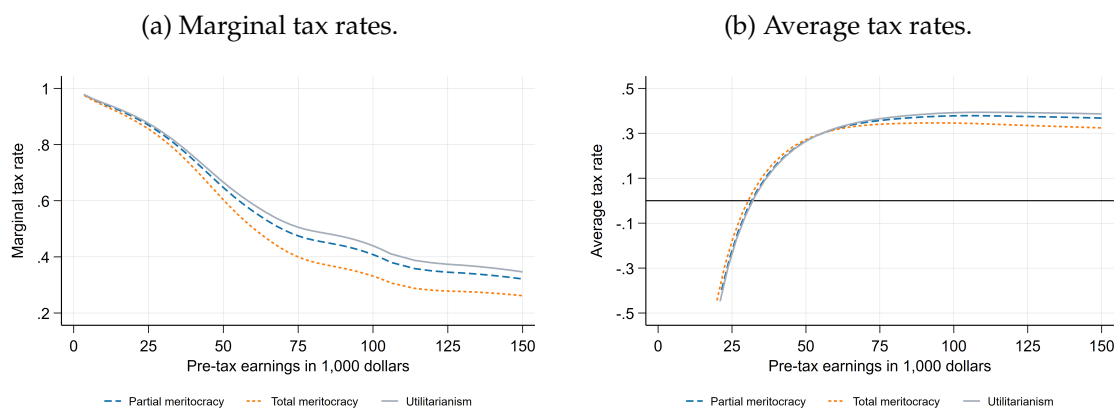 (a) Marginal tax rates.
Marginal tax rate
1
.8
.6
.4
.2
0 25 50 75 100 125 150
Pre-tax earnings in 1,000 dollars
Partial meritocracy Total meritocracy Utilitarianism
(b) Average tax rates.
Average tax rate
.5
.3
.1
-.1
-.3
-.5
0 25 50 75 100 125 150
Pre-tax earnings in 1,000 dollars
Partial meritocracy Total meritocracy Utilitarianism